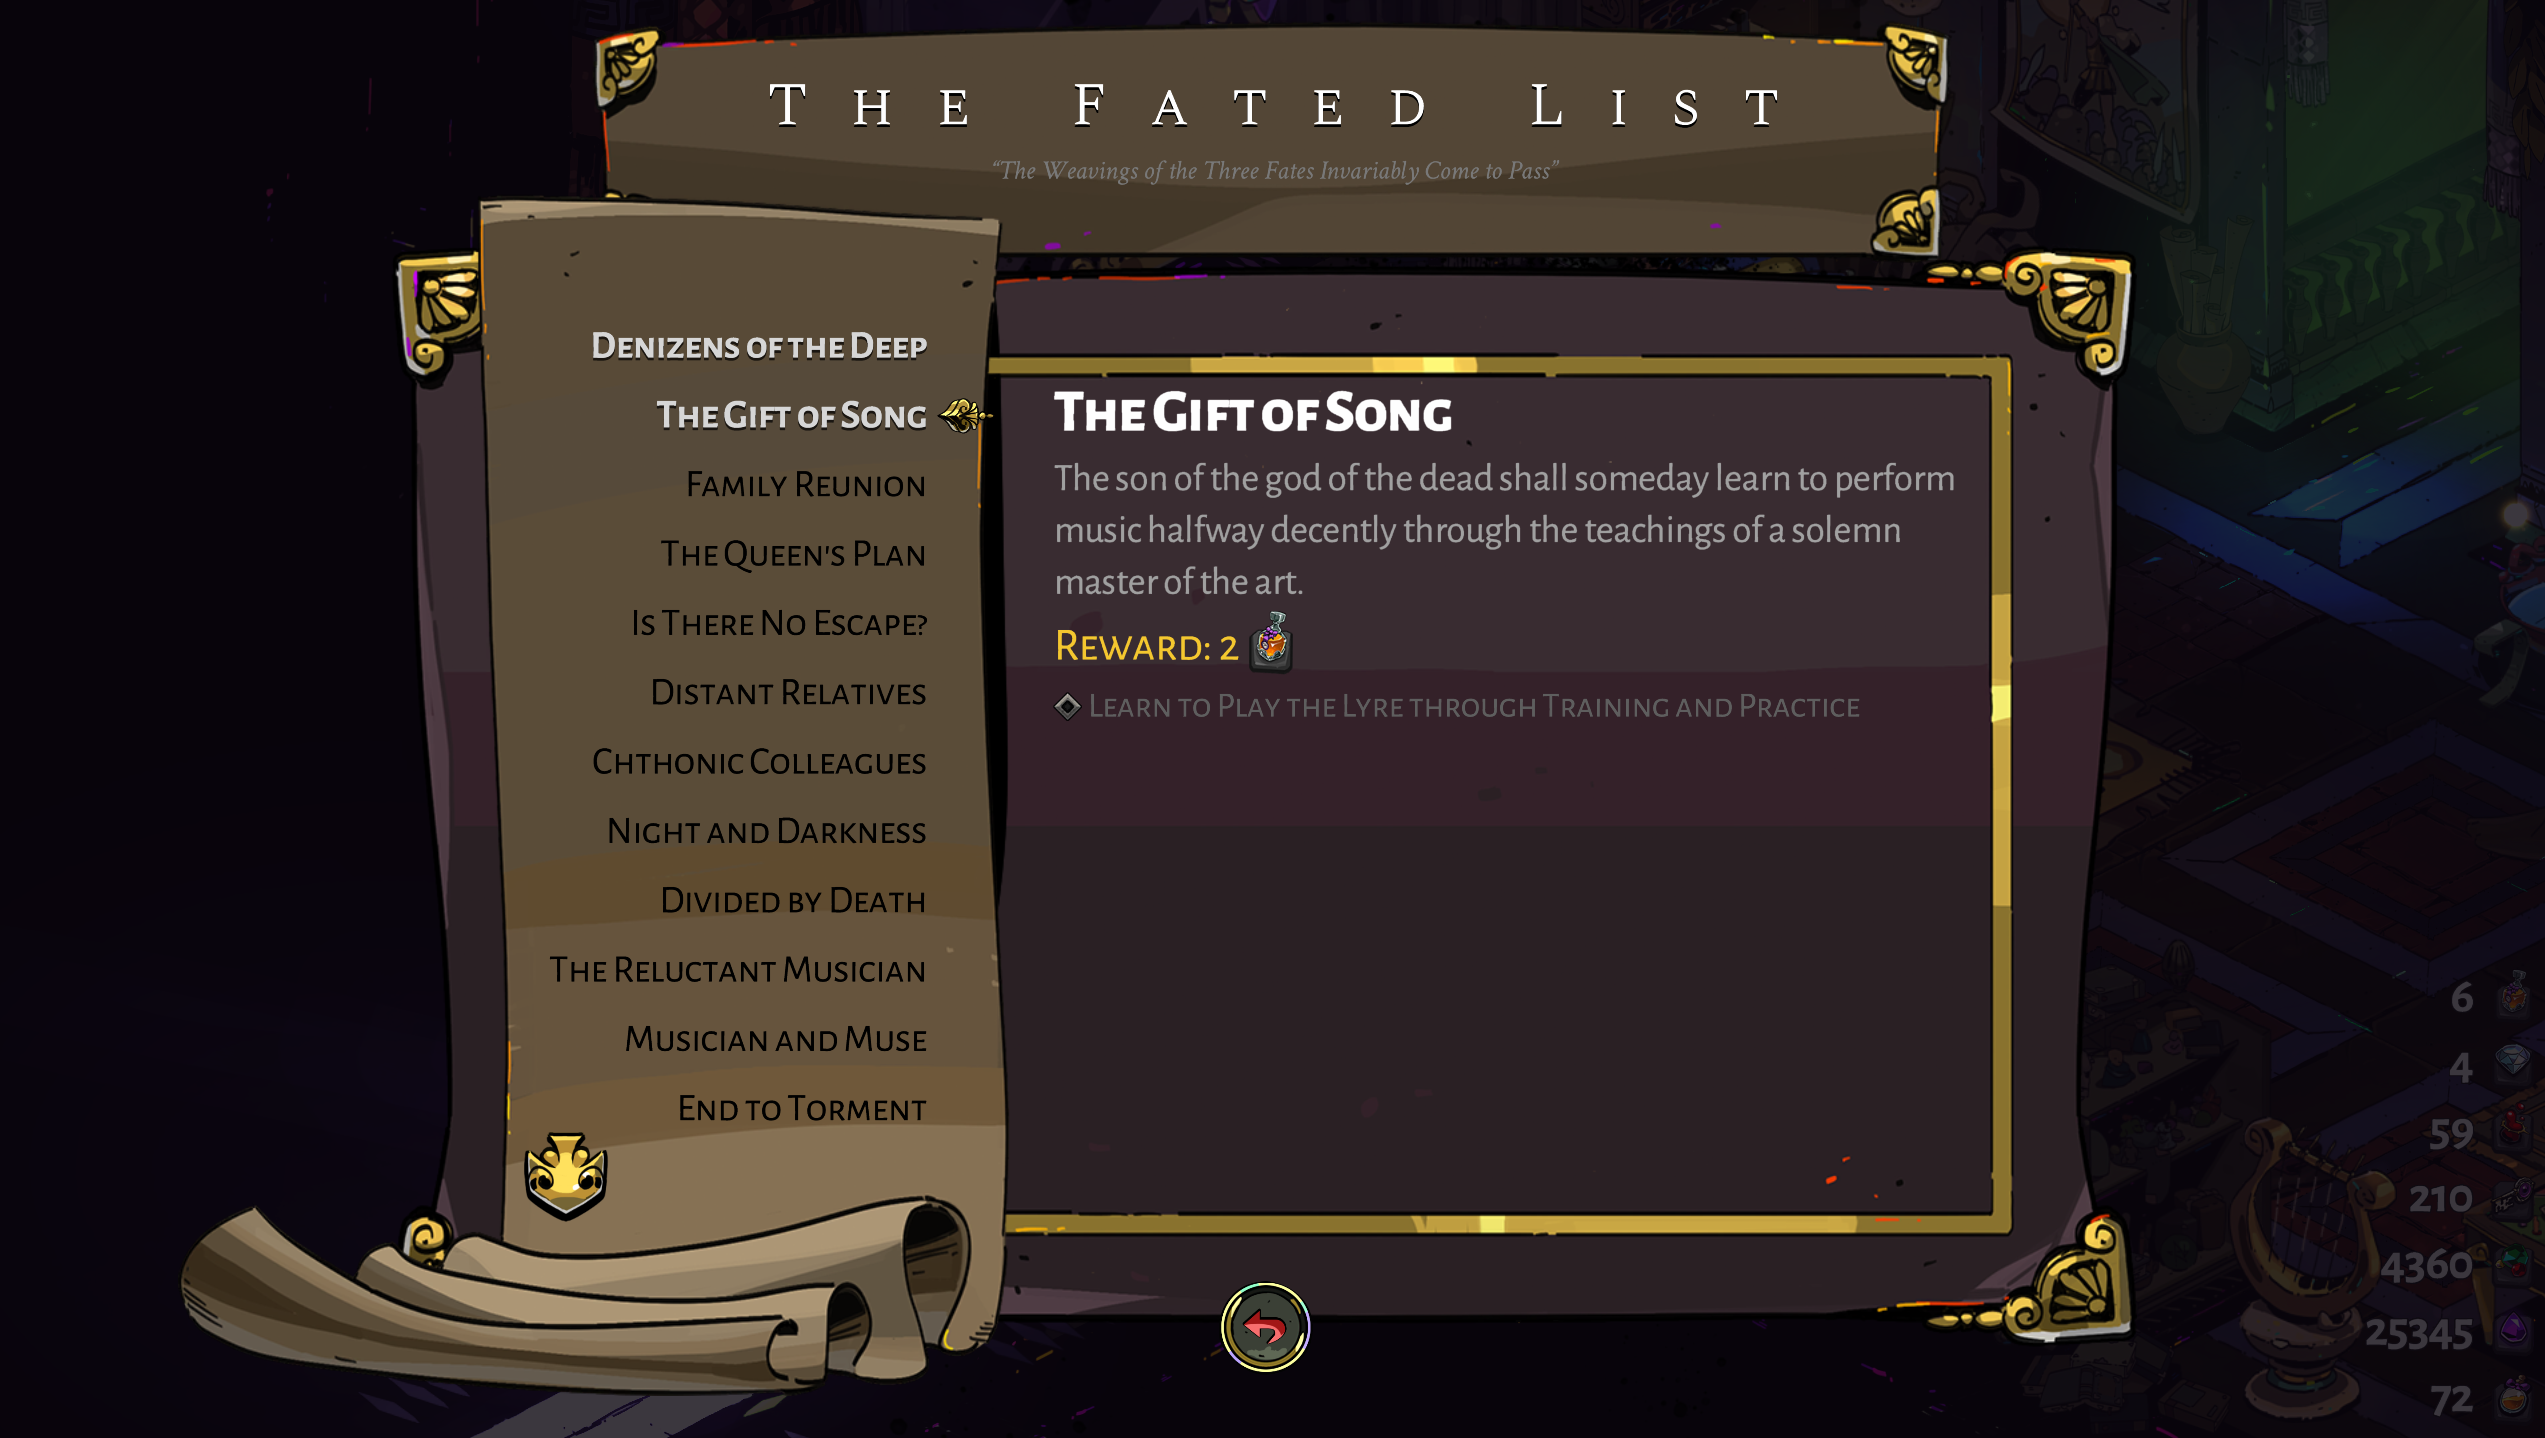 The Fated List
“The Weavings of the Three Fates Invariably Come to Pass”
Denizens of the Deep
The Gift of Song
Family Reunion
The Queen's Plan
Is There No Escape?
Distant Relatives
Chthonic Colleagues
Night and Darkness
Divided by Death
The Reluctant Musician
Musician and Muse
End to Torment
The Gift of Song
The son of the god of the dead shall someday learn to perform
music halfway decently through the teachings of a solemn
master of the art.
Reward: 2
Learn to Play the Lyre through Training and Practice
6
4
59
210
4360
25345
72